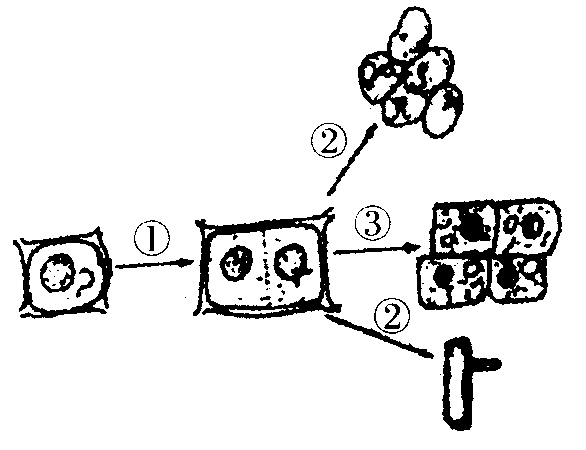 ②
①
③
②